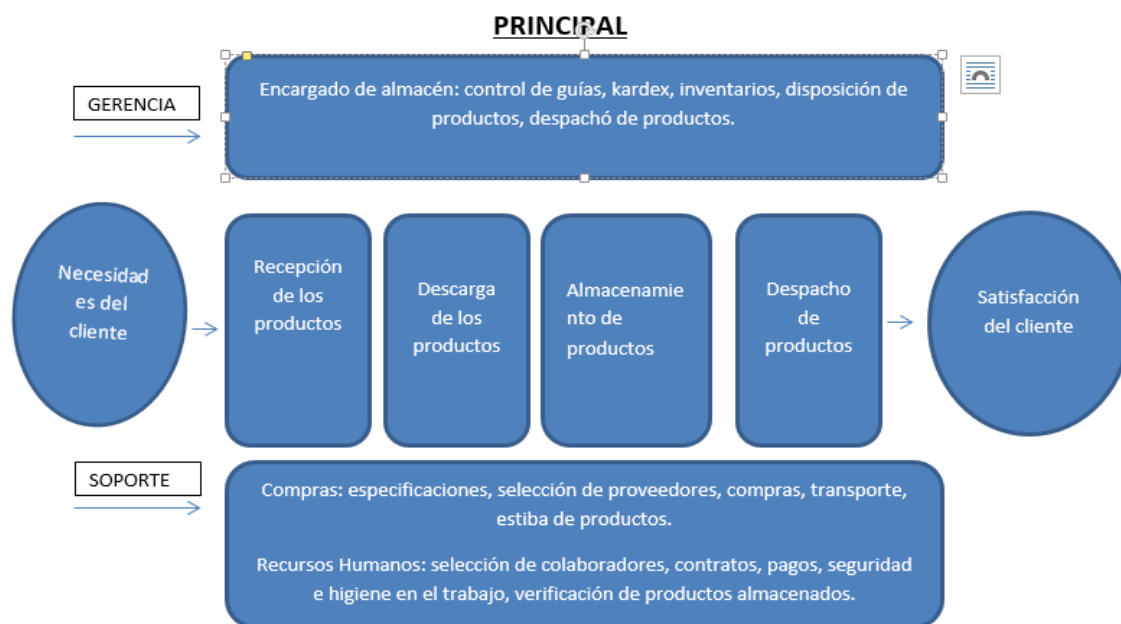 PRINCIPAL
GERENCIA
Encargado de almacén: control de guías, kardex, inventarios, disposición de
productos, despachó de productos.
Necesidad
es del
cliente
Recepción
de los
productos
Descarga
de los
productos
Almacenamie
nto de
productos
Despacho
de
productos
Satisfacción
del cliente
SOPORTE
Compras: especificaciones, selección de proveedores, compras, transporte,
estiba de productos.
Recursos Humanos: selección de colaboradores, contratos, pagos, seguridad
e higiene en el trabajo, verificación de productos almacenados.